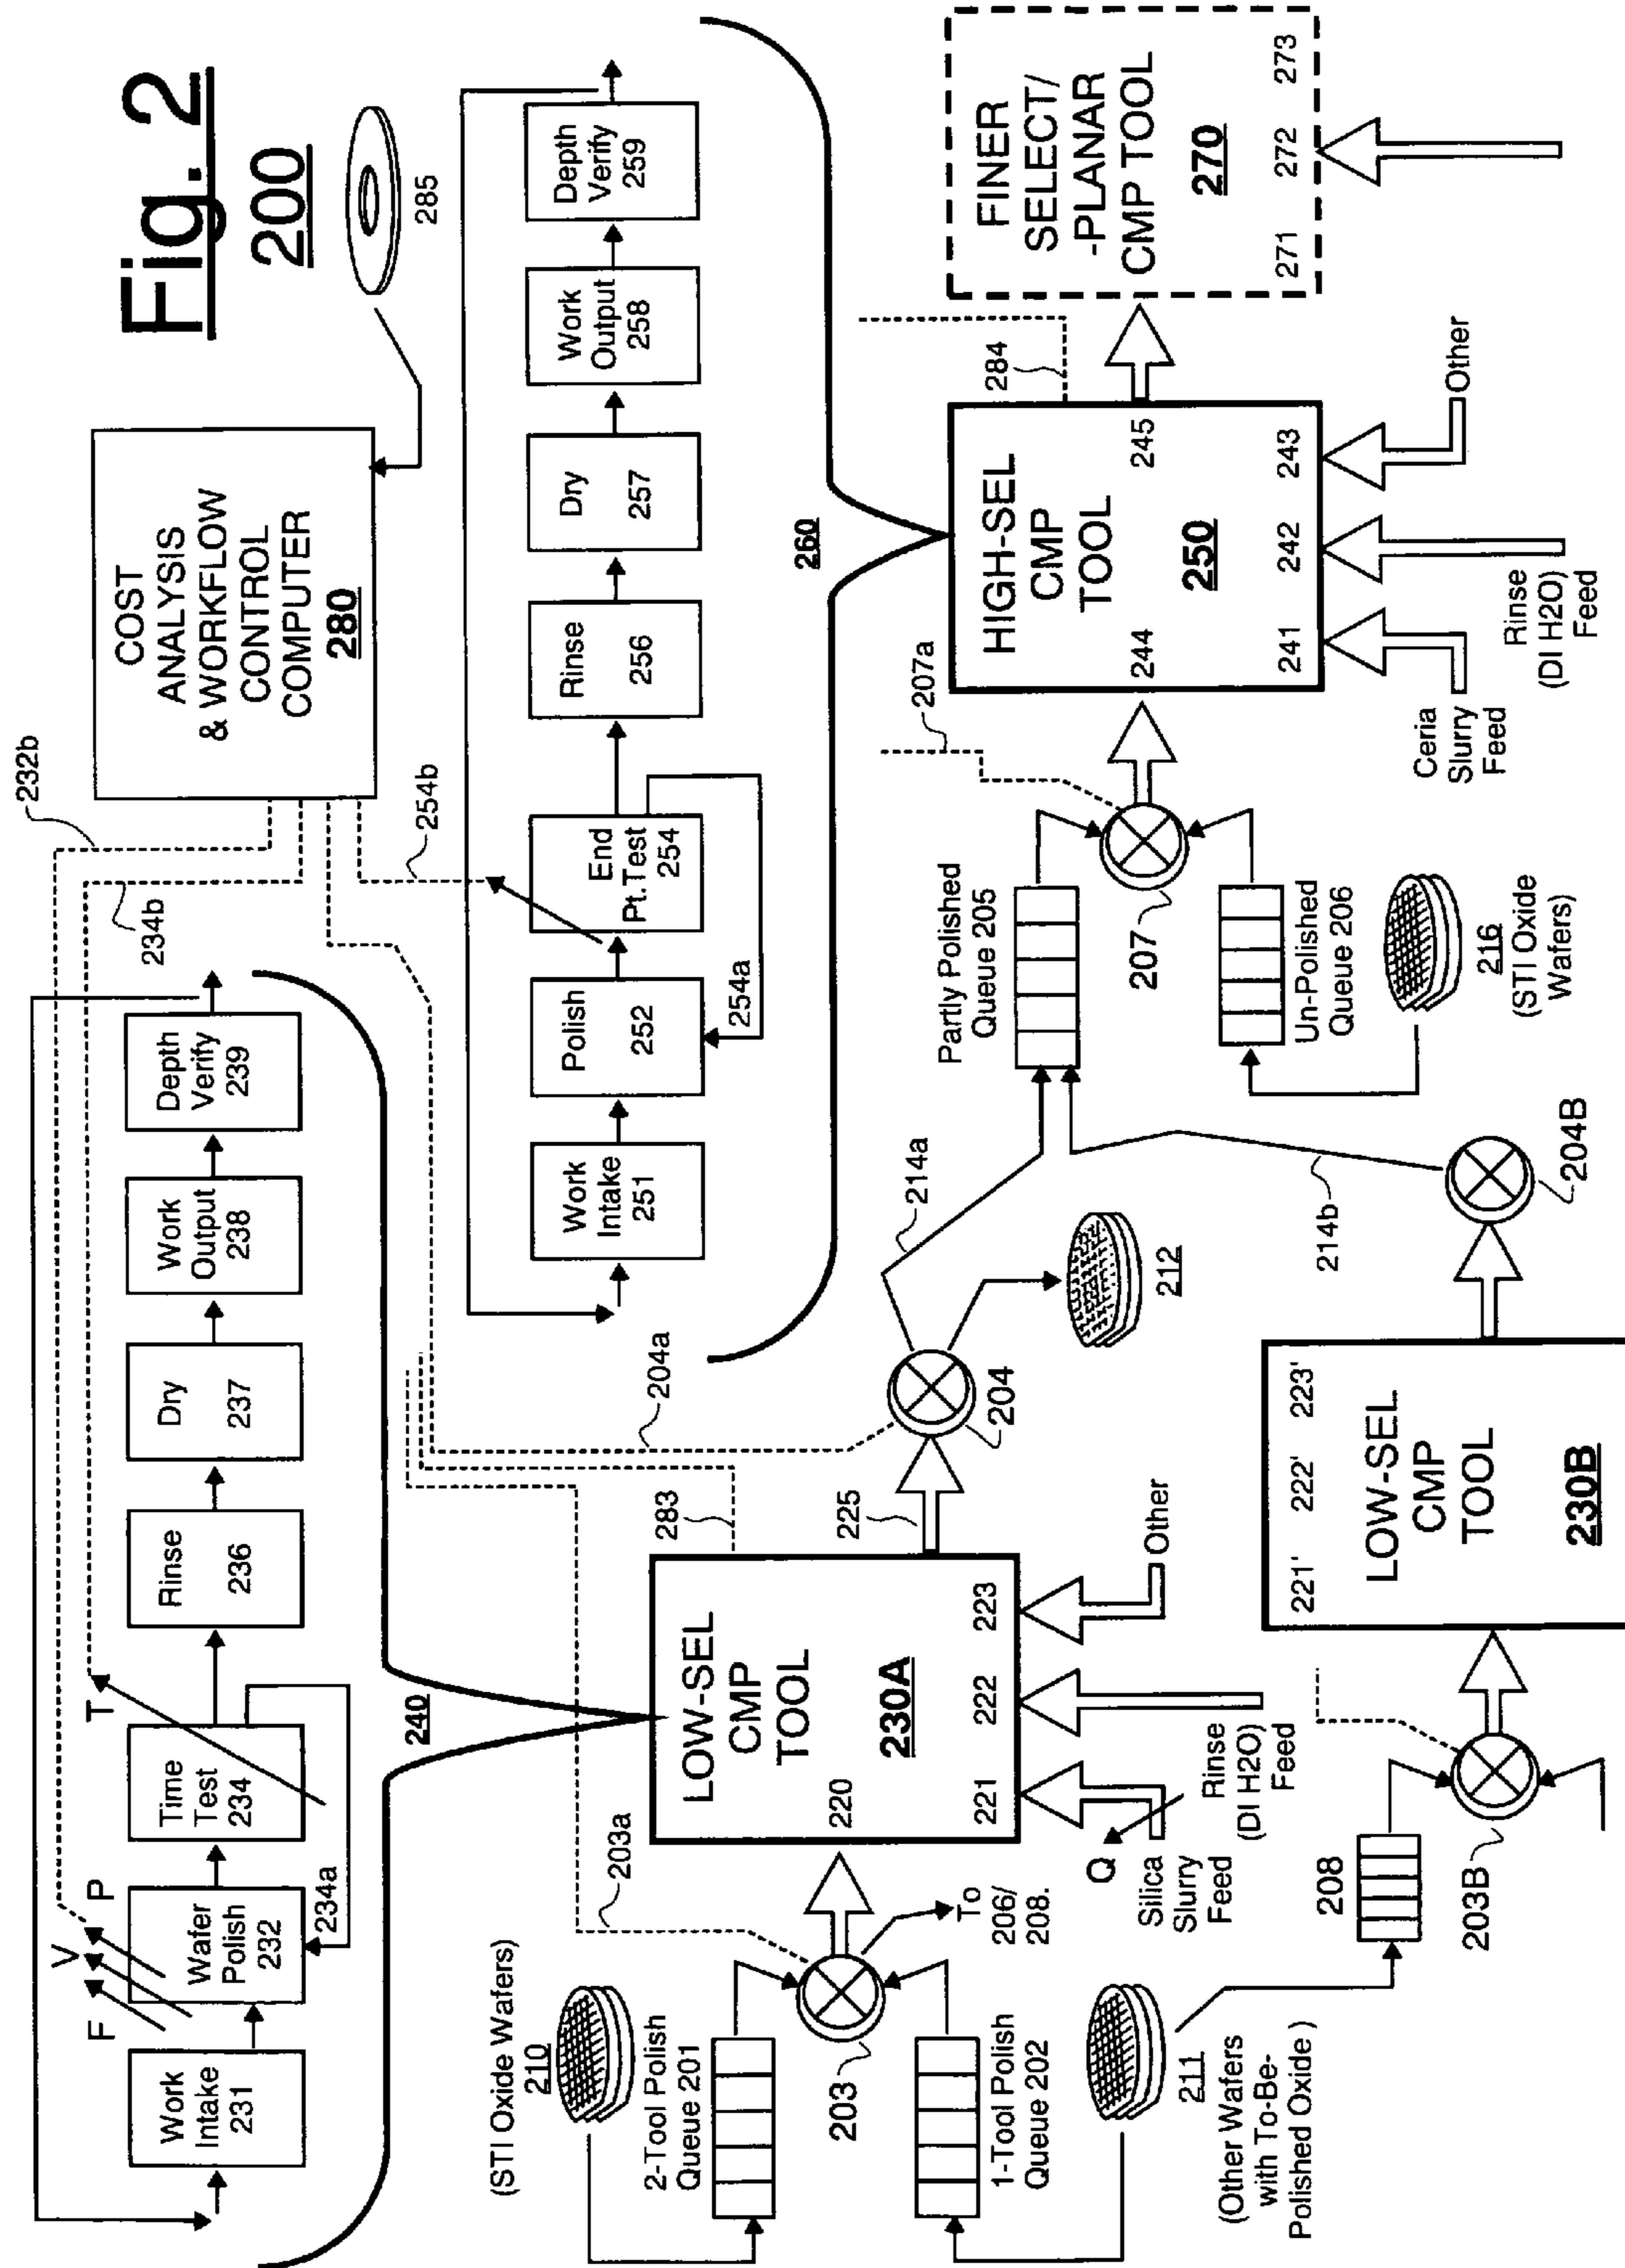 Fig. 2
200
285
COST
ANALYSIS
& WORKFLOW
CONTROL
COMPUTER
280
232b
234b
254b
F
V
P
T
Work
Intake
231
Wafer
Polish
232
234a
Time
Test
234
Rinse
236
Dry
237
Work
Output
238
Depth
Verify
239
240
Work
Intake
251
Polish
252
254a
End
Pt.Test
254
Rinse
256
Dry
257
Work
Output
258
Depth
Verify
259
260
(STI Oxide Wafers)
210
2-Tool Polish
Queue 201
203a
203
To
206/
208.
1-Tool Polish
Queue 202
211
(Other Wafers
with To-Be-
Polished Oxide )
LOW-SEL
CMP
TOOL
230A
220
221
222
223
283
225
Q
Silica
Slurry
Feed
Rinse
(DI H2O)
Feed
Other
204a
204
214a
212
208
203B
LOW-SEL
CMP
TOOL
230B
221'
222'
223'
204B
214b
Partly Polished
Queue 205
207a
207
Un-Polished
Queue 206
216
(STI Oxide
Wafers)
HIGH-SEL
CMP
TOOL
250
244
245
241
242
243
284
Ceria
Slurry
Feed
Rinse
(DI H2O)
Feed
Other
FINER
SELECT/
-PLANAR
CMP TOOL
270
271
272
273